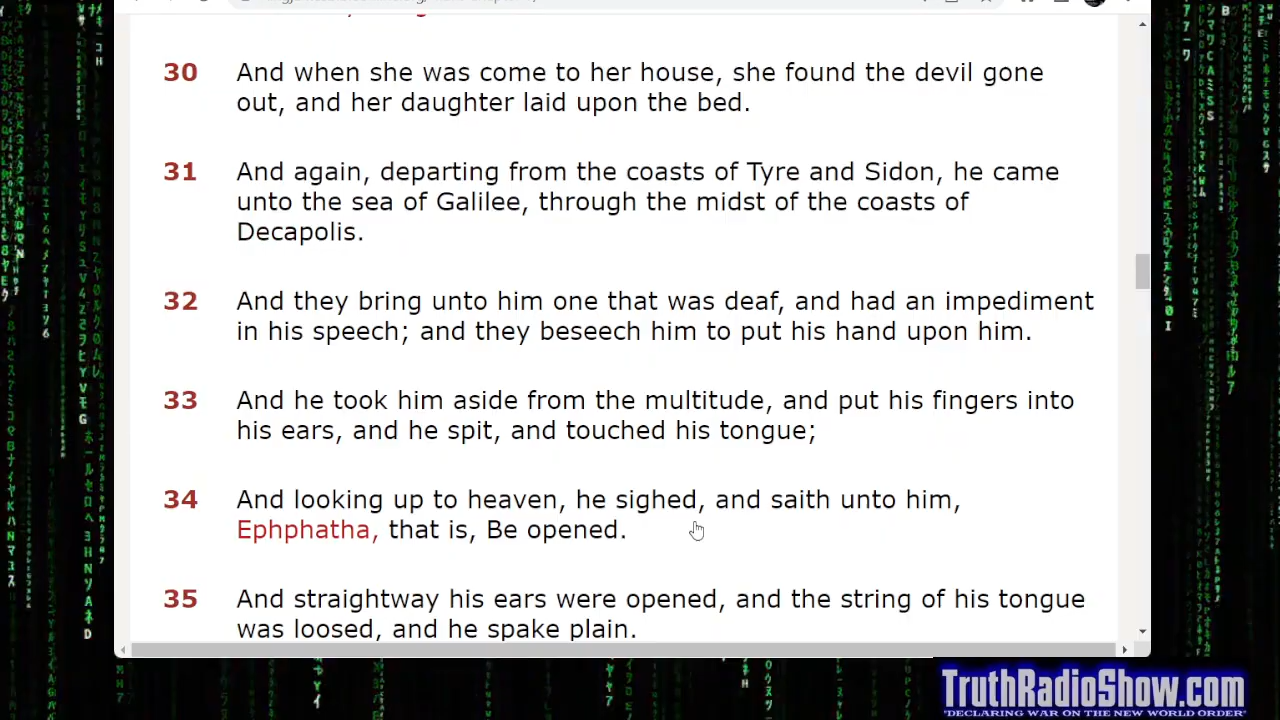 30 And when she was come to her house, she found the devil gone
out, and her daughter laid upon the bed.
31 And again, departing from the coasts of Tyre and Sidon, he came
unto the sea of Galilee, through the midst of the coasts of
Decapolis.
32 And they bring unto him one that was deaf, and had an impediment
in his speech; and they beseech him to put his hand upon him.
33 And he took him aside from the multitude, and put his fingers into
his ears, and he spit, and touched his tongue;
34 And looking up to heaven, he sighed, and saith unto him,
Ephphatha, that is, Be opened.
35 And straightway his ears were opened, and the string of his tongue
was loosed, and he spake plain.
TruthRadioShow.com
"DECLARING WAR ON THE NEW WORLD ORDER"